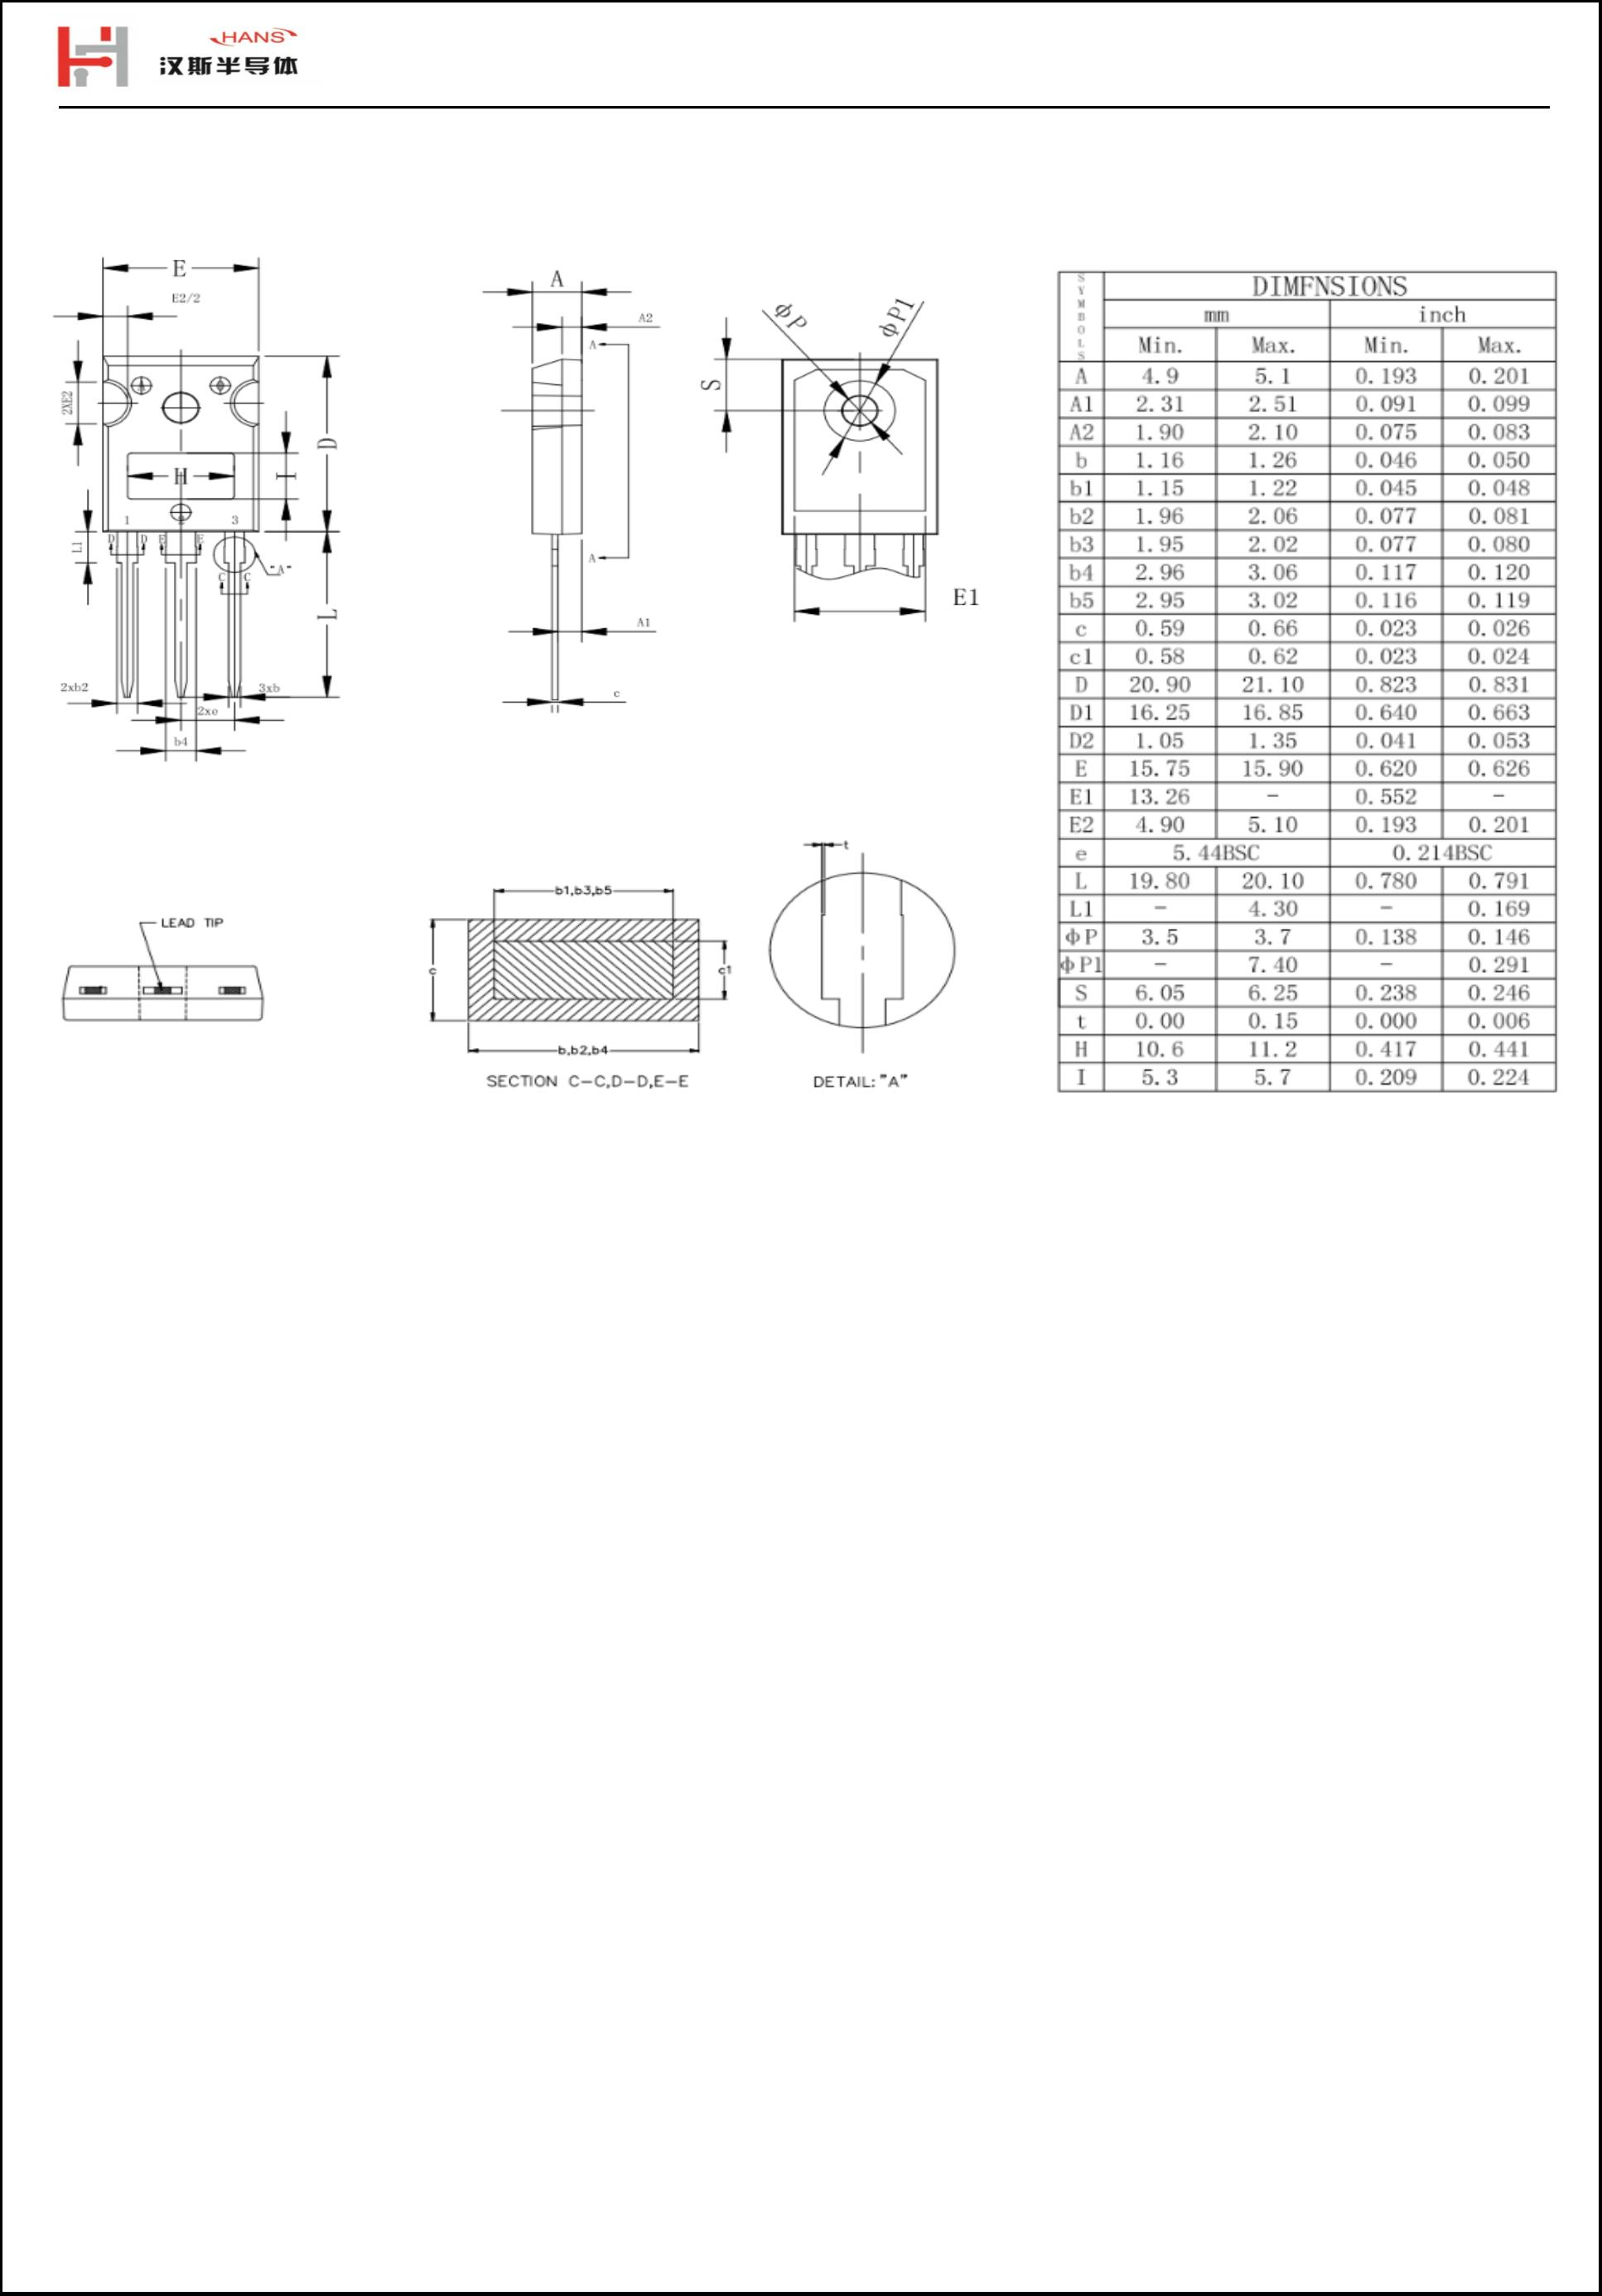 HANS
汉斯半导体
E
E2/2
2XE2
H
I
D
1 2 3
D D E E
L1
"A"
C C
L
2xb2
3xb
2xe
b4
A
A2
A
A
A1
c
φP
φP1
S
E1
LEAD TIP
b1,b3,b5
c
c1
b,b2,b4
SECTION C-C,D-D,E-E
t
DETAIL:"A"
SYMBOLS DIMFNSIONS
mm inch
Min. Max. Min. Max.
A 4.9 5.1 0.193 0.201
A1 2.31 2.51 0.091 0.099
A2 1.90 2.10 0.075 0.083
b 1.16 1.26 0.046 0.050
b1 1.15 1.22 0.045 0.048
b2 1.96 2.06 0.077 0.081
b3 1.95 2.02 0.077 0.080
b4 2.96 3.06 0.117 0.120
b5 2.95 3.02 0.116 0.119
c 0.59 0.66 0.023 0.026
c1 0.58 0.62 0.023 0.024
D 20.90 21.10 0.823 0.831
D1 16.25 16.85 0.640 0.663
D2 1.05 1.35 0.041 0.053
E 15.75 15.90 0.620 0.626
E1 13.26 - 0.552 -
E2 4.90 5.10 0.193 0.201
e 5.44BSC 0.214BSC
L 19.80 20.10 0.780 0.791
L1 - 4.30 - 0.169
φP 3.5 3.7 0.138 0.146
φP1 - 7.40 - 0.291
S 6.05 6.25 0.238 0.246
t 0.00 0.15 0.000 0.006
H 10.6 11.2 0.417 0.441
I 5.3 5.7 0.209 0.224